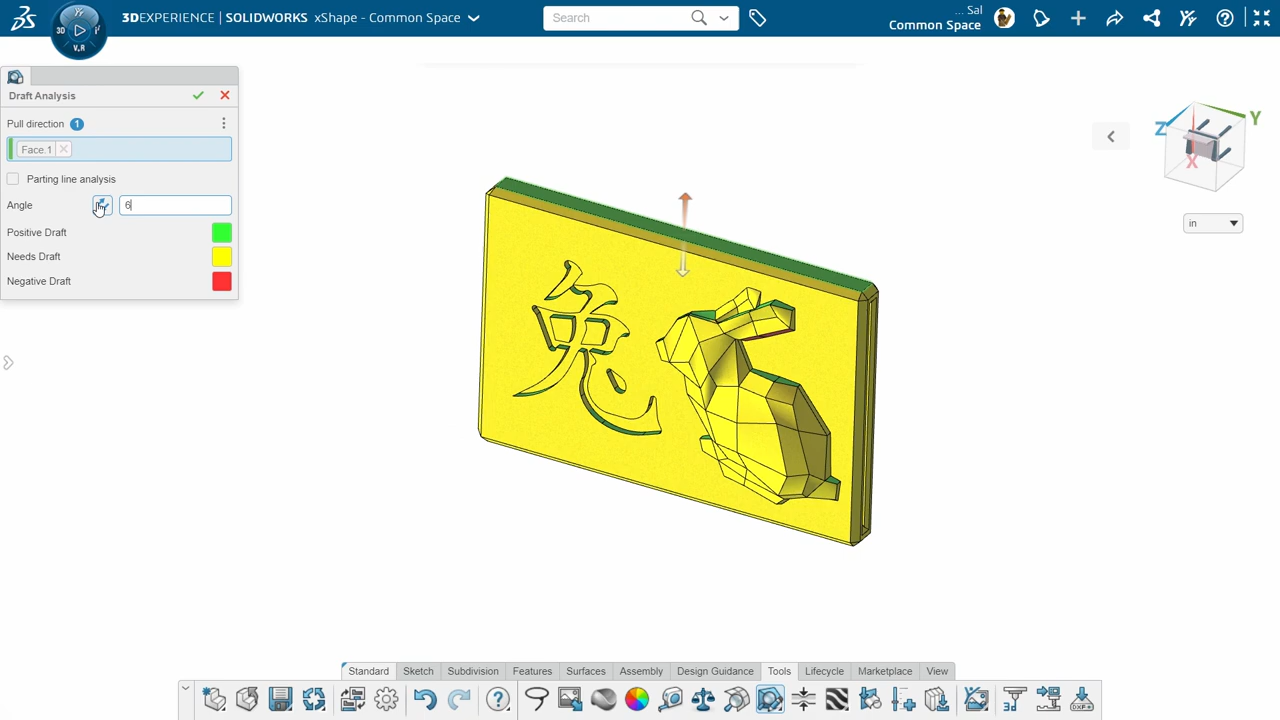 3DEXPERIENCE | SOLIDWORKS xShape - Common Space
Search
... Sal
Common Space
3D
V.R
Draft Analysis
Pull direction 1
Face.1
Parting line analysis
Angle 6
Positive Draft
Needs Draft
Negative Draft
兔
Z
Y
X
in
Standard Sketch Subdivision Features Surfaces Assembly Design Guidance Tools Lifecycle Marketplace View
DXF